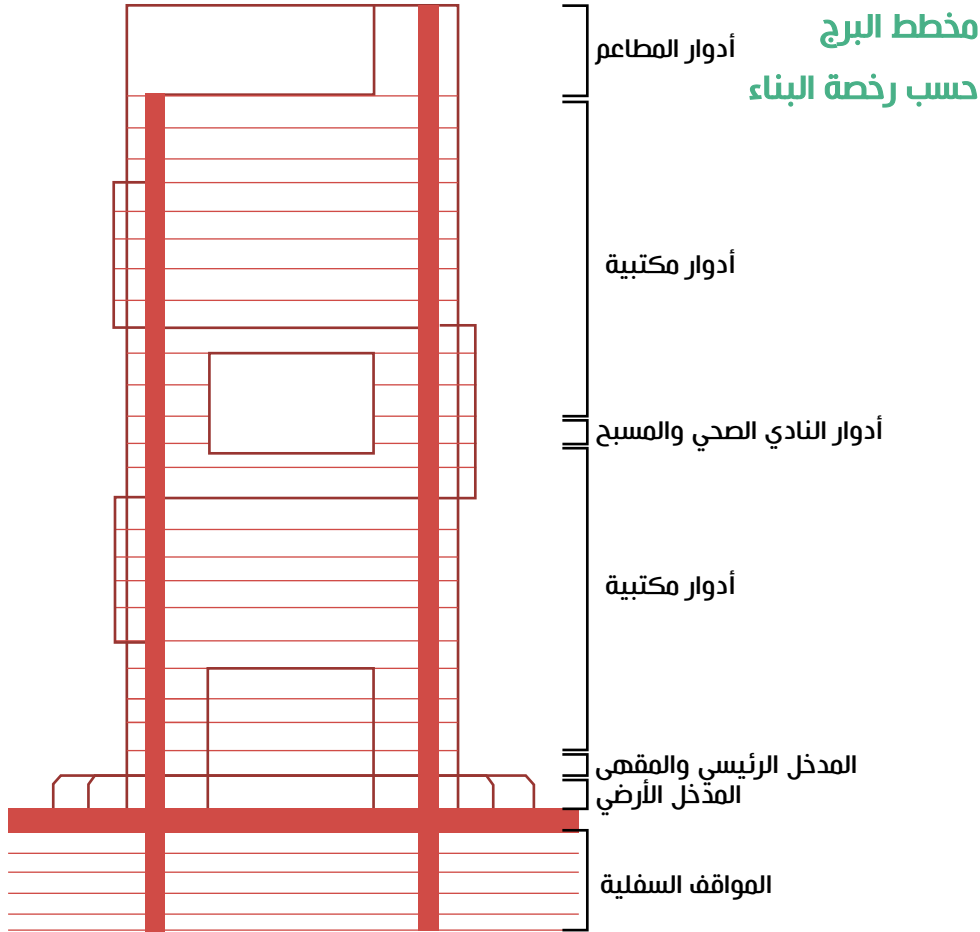 مخطط البرج
حسب رخصة البناء
أدوار المطاعم
أدوار مكتبية
أدوار النادي الصحي والمسبح
أدوار مكتبية
المدخل الرئيسي والمقهى
المدخل الأرضي
المواقف السفلية